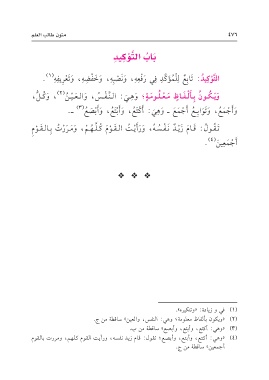 متون طالب العلم
٤٧٦
بَابُ التَّوْكِيدِ
التَّوْكِيدُ: تَابِعٌ لِلْمُؤَكَّدِ فِي رَفْعِهِ، وَنَصْبِهِ، وَخَفْضِهِ، وَتَعْرِيفِهِ(١).
وَيَكُونُ بِأَلْفَاظٍ مَعْلُومَةٍ؛ وَهِيَ: النَّفْسُ، وَالعَيْنُ(٢)، وَكُلٌّ،
وَأَجْمَعُ، وَتَوَابِعُ أَجْمَعَ ـ وَهِيَ: أَكْتَعُ، وَأَبْتَعُ، وَأَبْصَعُ(٣) ـ.
تَقُولُ: قَامَ زَيْدٌ نَفْسُهُ، وَرَأَيْتُ القَوْمَ كُلَّهُمْ، وَمَرَرْتُ بِالقَوْمِ
أَجْمَعِينَ(٤).
(١) في و زيادة: «وتنكيره».
(٢) «ويكون بألفاظ معلومة؛ وهي: النفس، والعين» ساقطة من ج.
(٣) «وهي: أكتع، وأبتع، وأبصع» ساقطة من ب.
(٤) «وهي: أكتع، وأبتع، وأبصع؛ تقول: قام زيد نفسه، ورأيت القوم كلهم، ومررت بالقوم
أجمعين» ساقطة من ج.